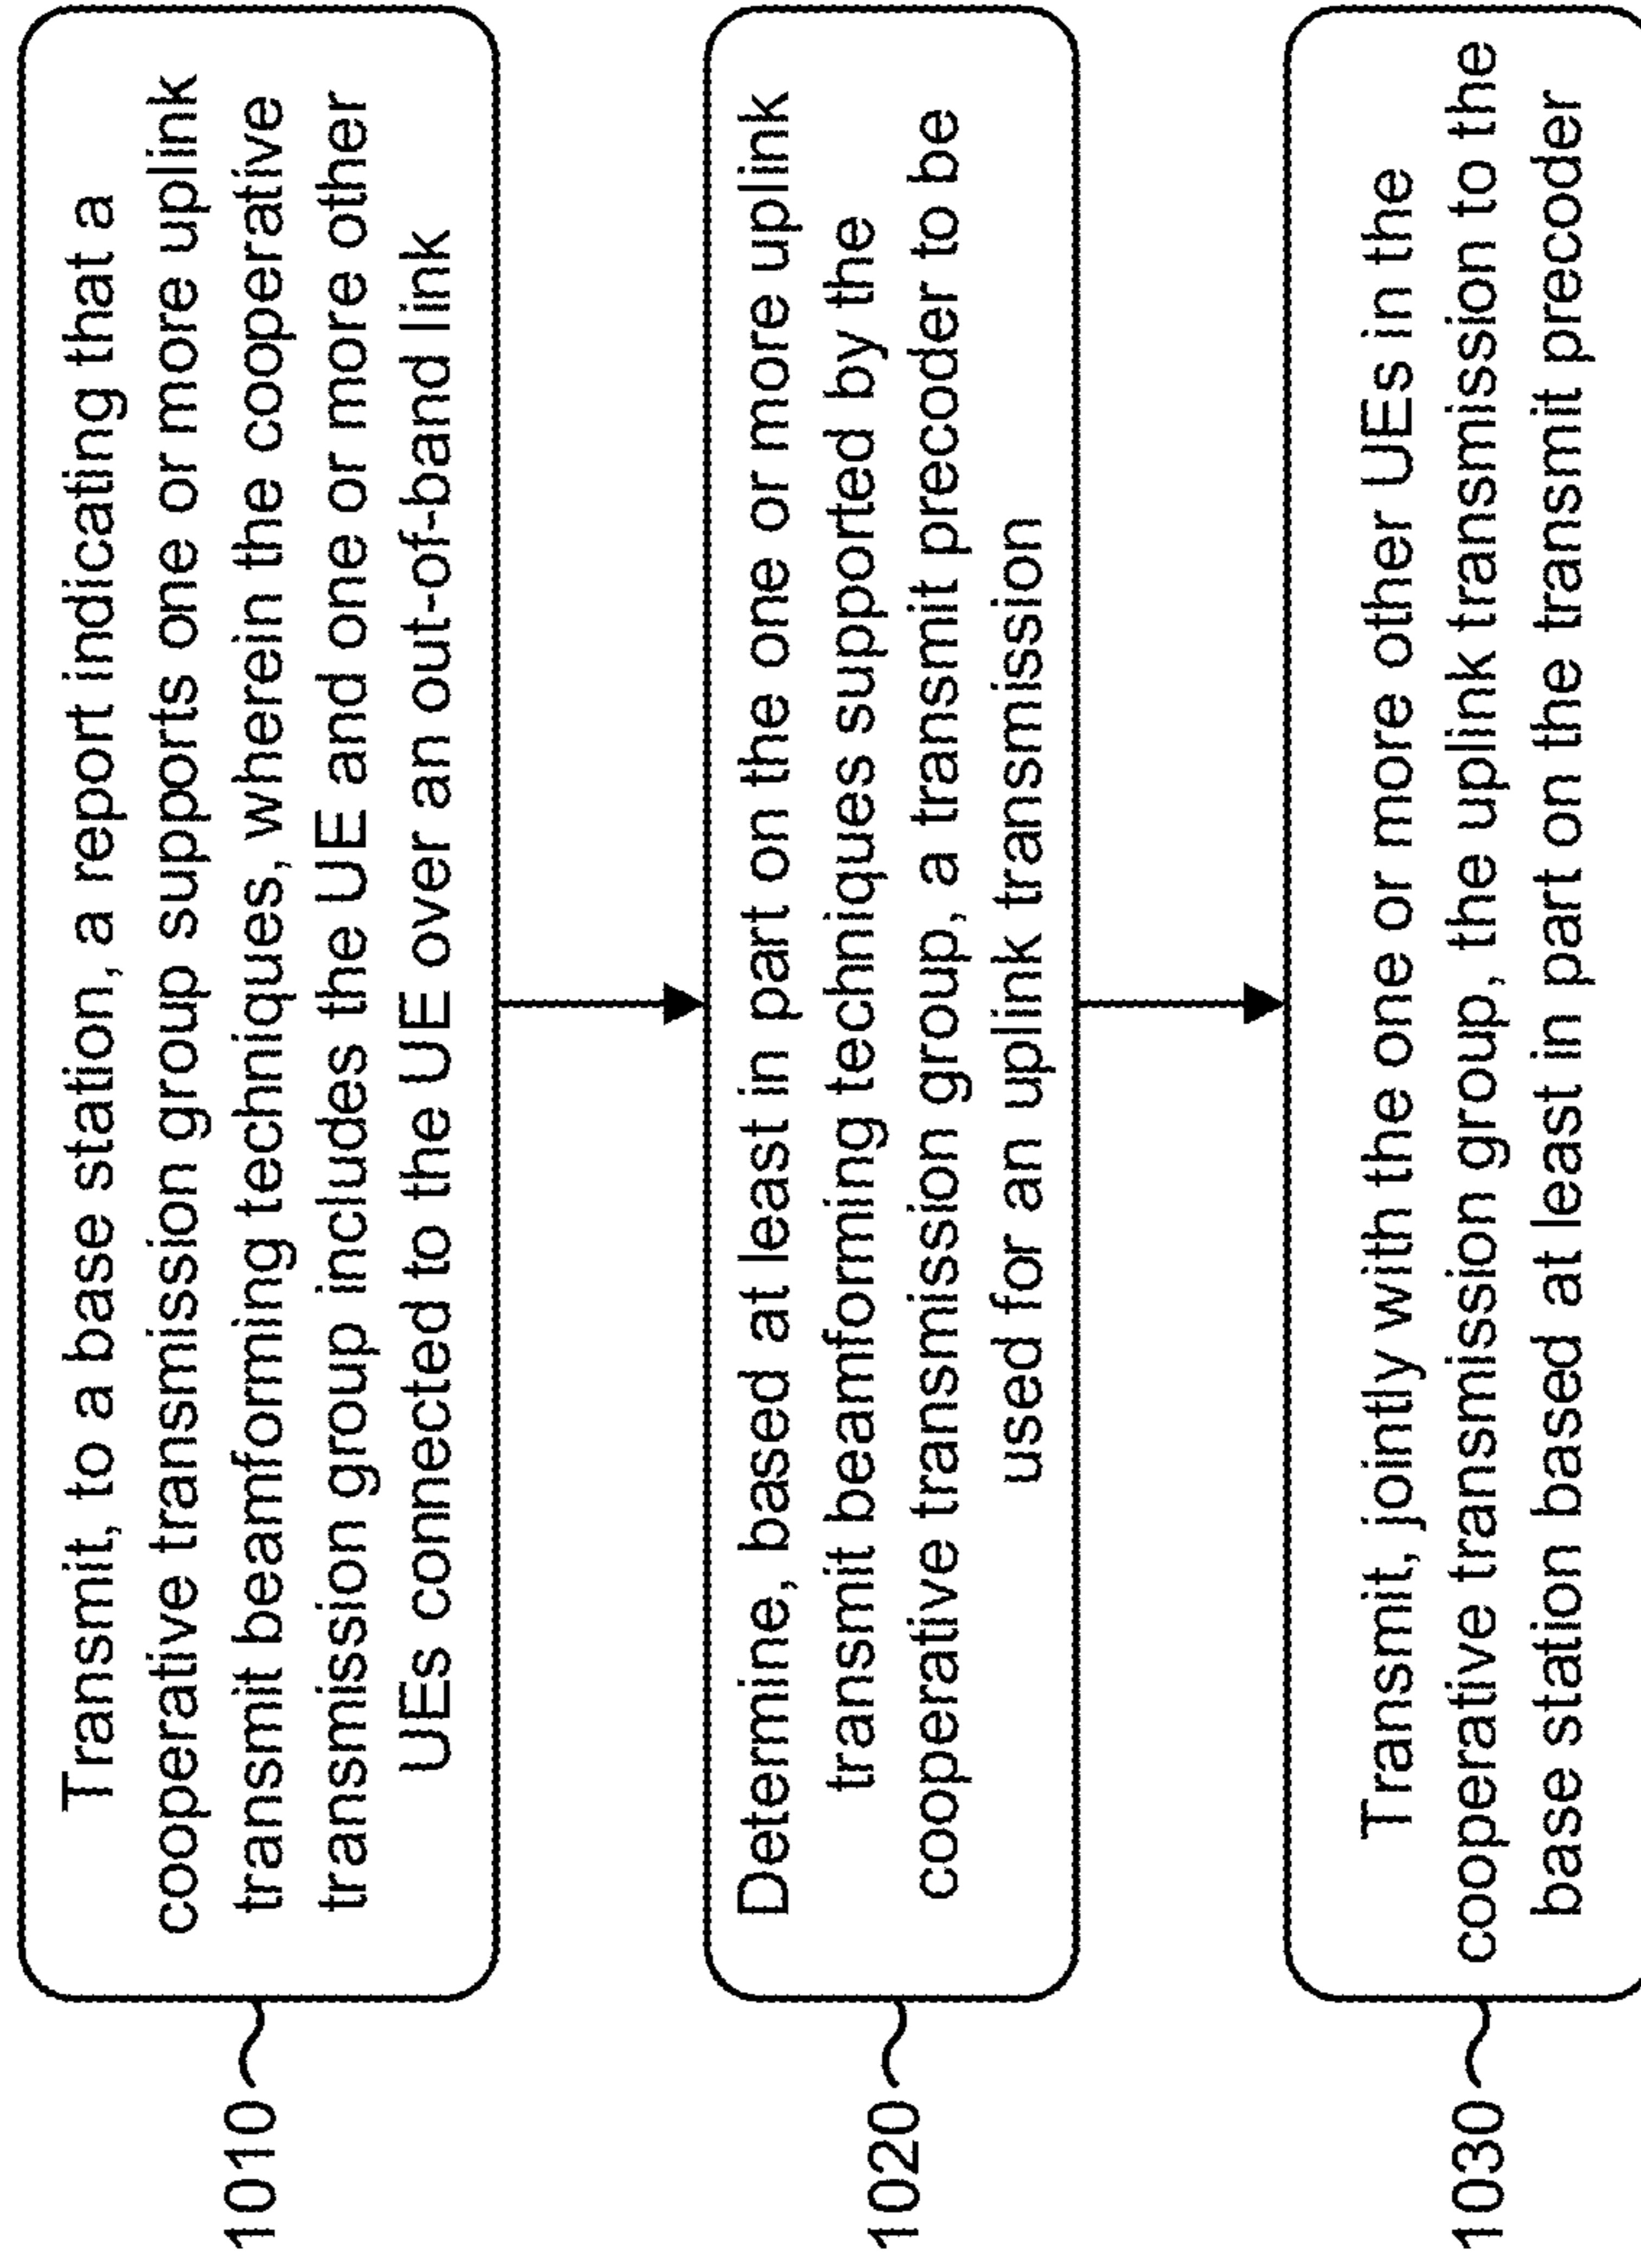 1010
Transmit, to a base station, a report indicating that a
cooperative transmission group supports one or more uplink
transmit beamforming techniques, wherein the cooperative
transmission group includes the UE and one or more other
UEs connected to the UE over an out-of-band link
1020
Determine, based at least in part on the one or more uplink
transmit beamforming techniques supported by the
cooperative transmission group, a transmit precoder to be
used for an uplink transmission
1030
Transmit, jointly with the one or more other UEs in the
cooperative transmission group, the uplink transmission to the
base station based at least in part on the transmit precoder